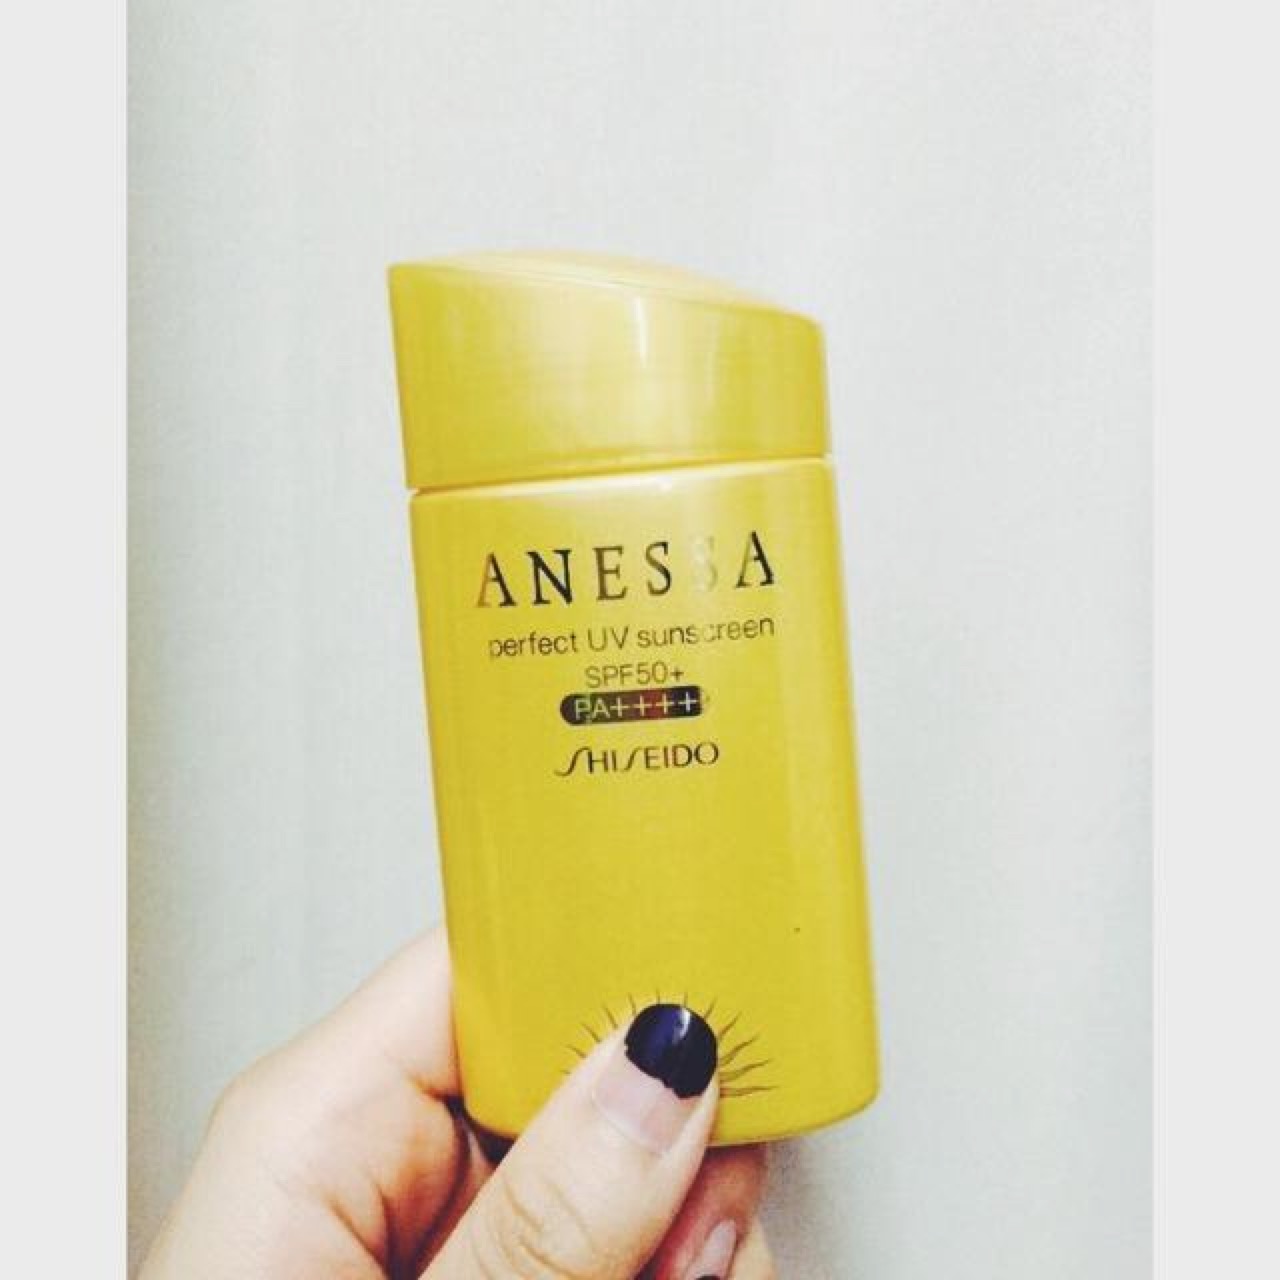 ANESSA
perfect UV sunscreen
SPF50+
PA++++
SHISEIDO